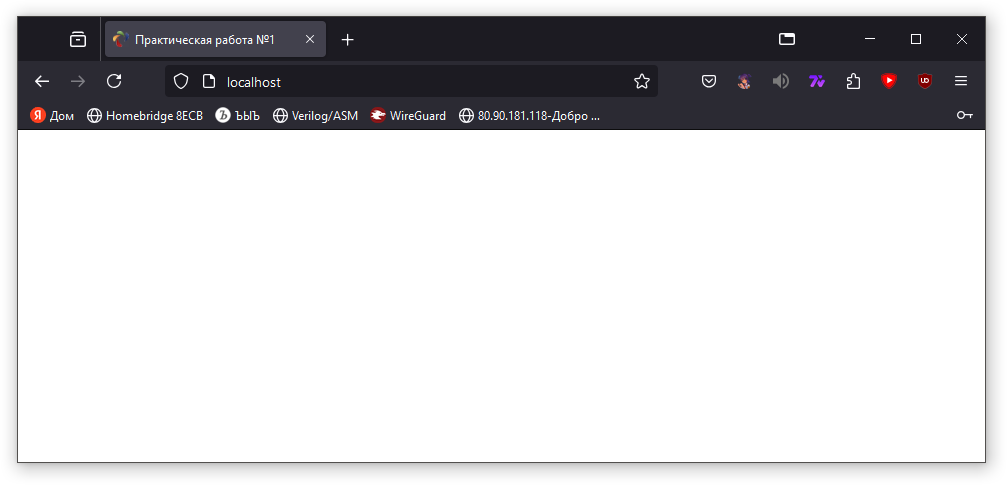 Практическая работа №1
localhost
Я Дом Homebridge 8ECB Ъ ЪЫЪ Verilog/ASM WireGuard 80.90.181.118-Добро ...